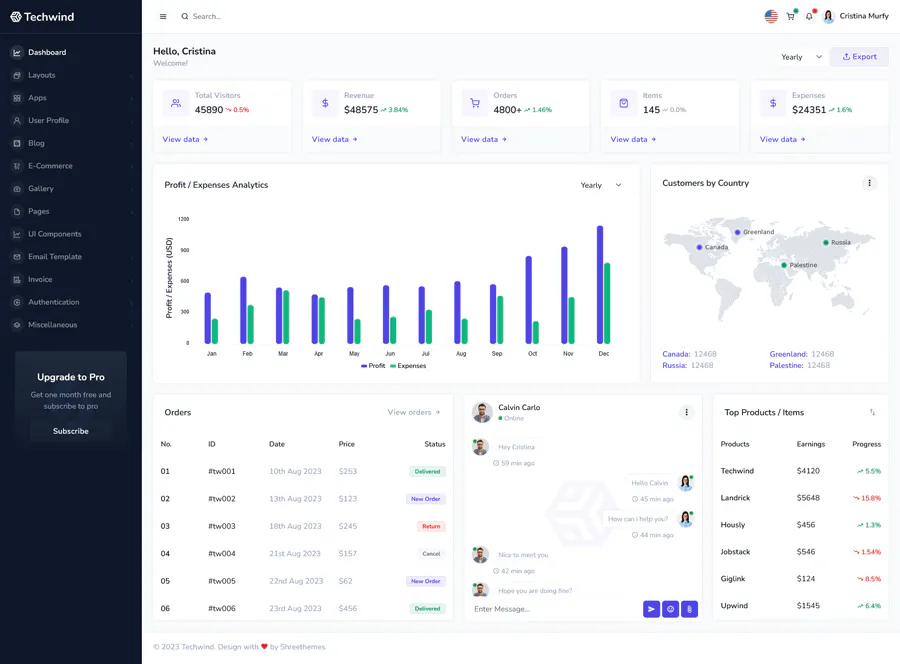 Techwind
Search...
Cristina Murfy
Dashboard
Layouts
Apps
User Profile
Blog
E-Commerce
Gallery
Pages
UI Components
Email Template
Invoice
Authentication
Miscellaneous
Upgrade to Pro
Get one month free and
subscribe to pro
Subscribe
Hello, Cristina
Welcome!
Yearly
Export
Total Visitors
45890 0.5%
View data
Revenue
$48575 3.84%
View data
Orders
4800+ 1.46%
View data
Items
145 0.0%
View data
Expenses
$24351 1.6%
View data
Profit / Expenses Analytics
Yearly
Profit / Expenses (USD)
1200
900
600
300
0
Jan Feb Mar Apr May Jun Jul Aug Sep Oct Nov Dec
Profit Expenses
Customers by Country
Greenland
Canada
Russia
Palestine
Canada: 12468 Greenland: 12468
Russia: 12468 Palestine: 12468
Orders View orders
No. ID Date Price Status
01 #tw001 10th Aug 2023 $253 Delivered
02 #tw002 13th Aug 2023 $123 New Order
03 #tw003 18th Aug 2023 $245 Return
04 #tw004 21st Aug 2023 $157 Cancel
05 #tw005 22nd Aug 2023 $62 New Order
06 #tw006 23rd Aug 2023 $456 Delivered
Calvin Carlo
Online
Hey Cristina
59 min ago
Hello Calvin
45 min ago
How can i help you?
44 min ago
Nice to meet you
42 min ago
Hope you are doing fine?
Enter Message...
Top Products / Items
Products Earnings Progress
Techwind $4120 5.5%
Landrick $5648 15.8%
Hously $456 1.3%
Jobstack $546 1.54%
Giglink $124 8.5%
Upwind $1545 6.4%
© 2023 Techwind. Design with ❤ by Shreethemes.